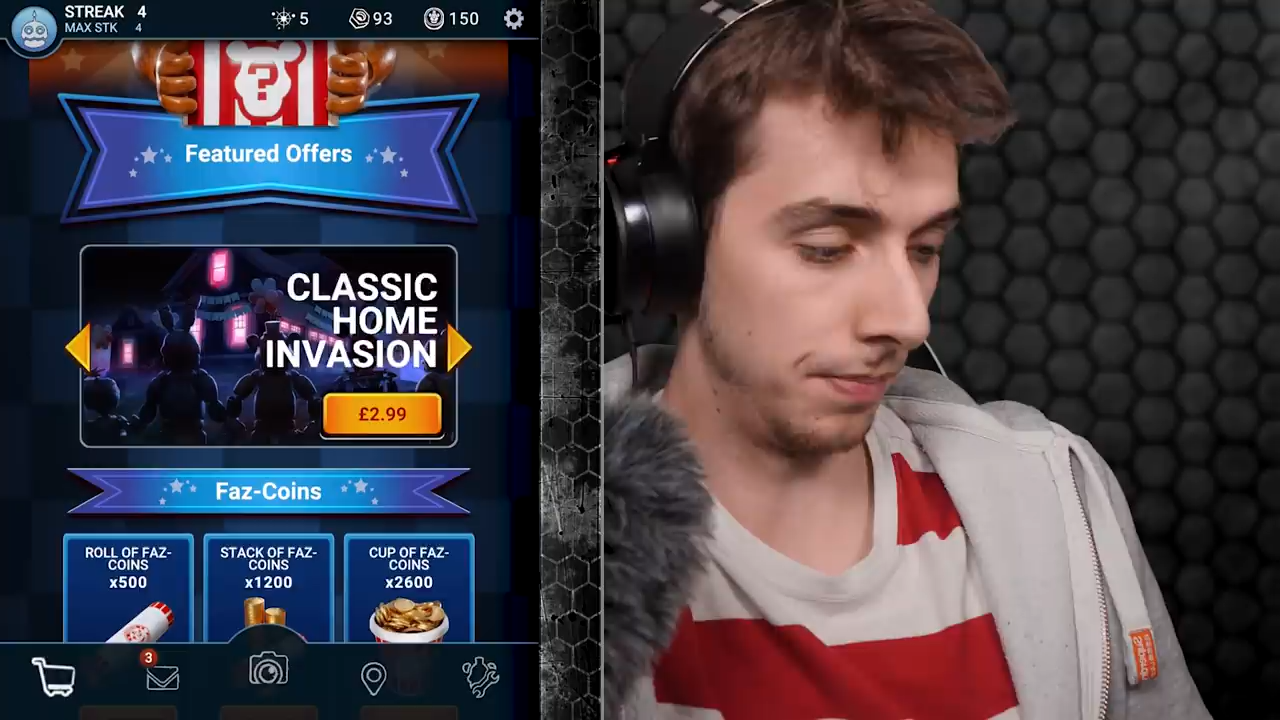 STREAK 4
MAX STK 4
5
93
150
?
Featured Offers
CLASSIC
HOME
INVASION
£2.99
Faz-Coins
ROLL OF FAZ-
COINS
x500
STACK OF FAZ-
COINS
x1200
CUP OF FAZ-
COINS
x2600
3